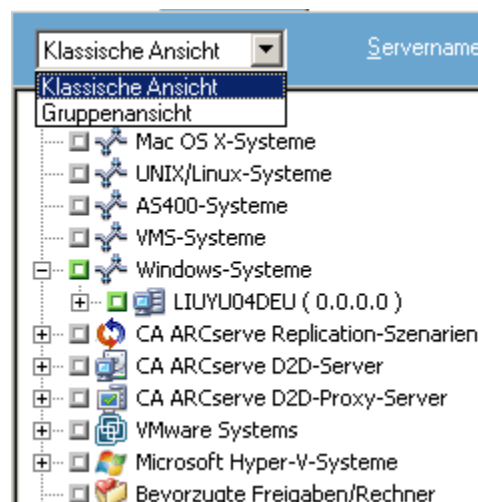 Klassische Ansicht
Servername
Klassische Ansicht
Gruppenansicht
Mac OS X-Systeme
UNIX/Linux-Systeme
AS400-Systeme
VMS-Systeme
Windows-Systeme
LIUYU04DEU ( 0.0.0.0 )
CA ARCserve Replication-Szenarien
CA ARCserve D2D-Server
CA ARCserve D2D-Proxy-Server
VMware Systems
Microsoft Hyper-V-Systeme
Bevorzugte Freigaben/Rechner